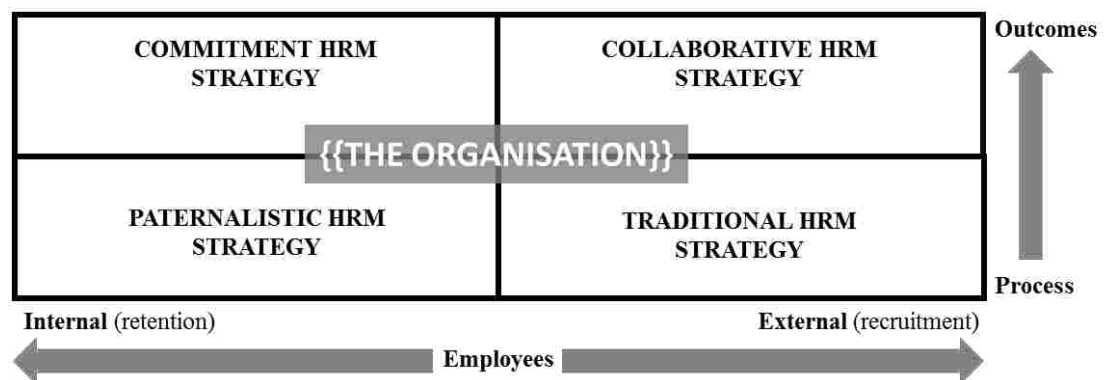 COMMITMENT HRM
STRATEGY
COLLABORATIVE HRM
STRATEGY
Outcomes
{{THE ORGANISATION}}
PATERNALISTIC HRM
STRATEGY
TRADITIONAL HRM
STRATEGY
Process
Internal (retention)
External (recruitment)
Employees